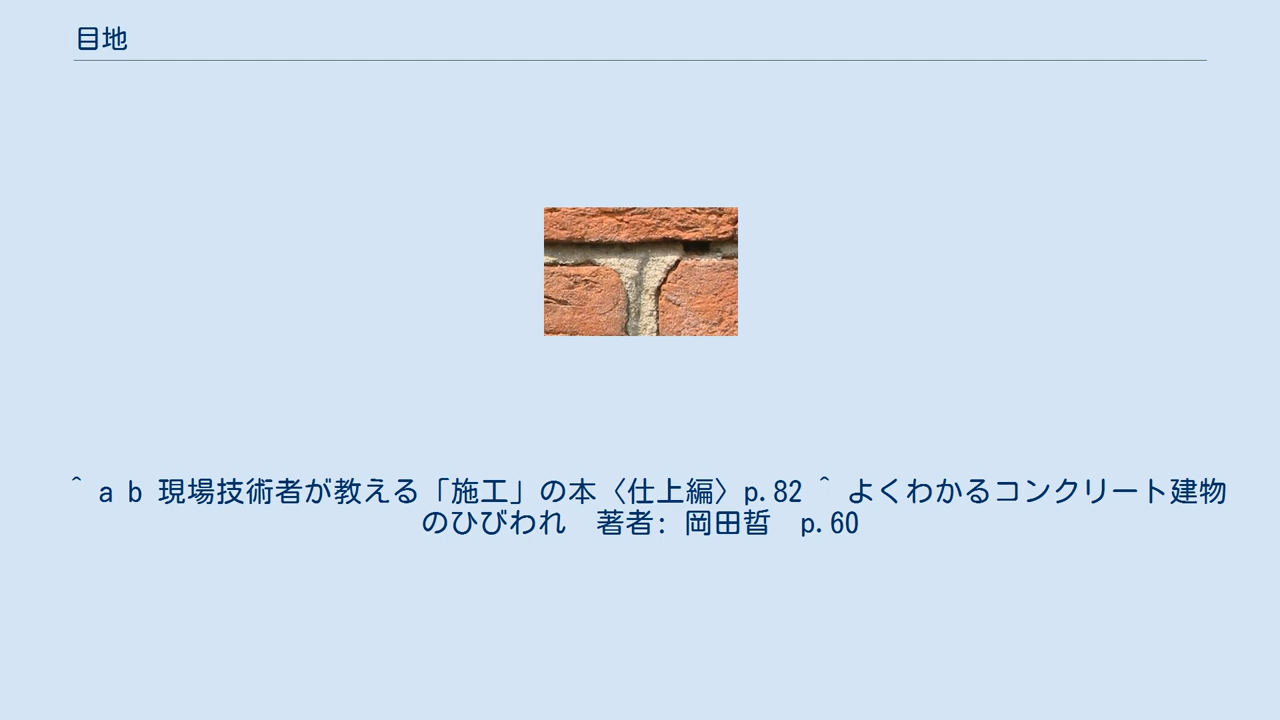 目地
^ a b 現場技術者が教える「施工」の本〈仕上編〉p.82 ^ よくわかるコンクリート建物
のひびわれ　著者: 岡田哲　p.60